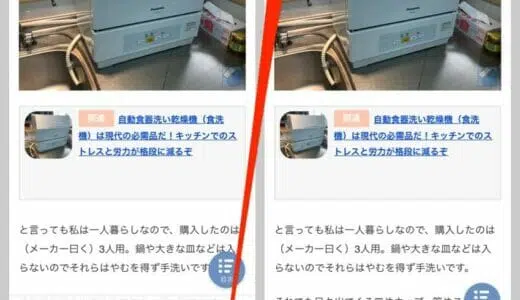 Panasonic
関連 自動食器洗い乾燥機（食洗
機）は現代の必需品だ！キッチンでのス
トレスと労力が格段に減るぞ
と言っても私は一人暮らしなので、購入したのは
（メーカー曰く）3人用。鍋や大きな皿などは入
らないのでそれらはやむを得ず手洗いです
目次
Panasonic
関連 自動食器洗い乾燥機（食洗
機）は現代の必需品だ！キッチンでのス
トレスと労力が格段に減るぞ
と言っても私は一人暮らしなので、購入したのは
（メーカー曰く）3人用。鍋や大きな皿などは入
らないのでそれらはやむを得ず手洗いです。